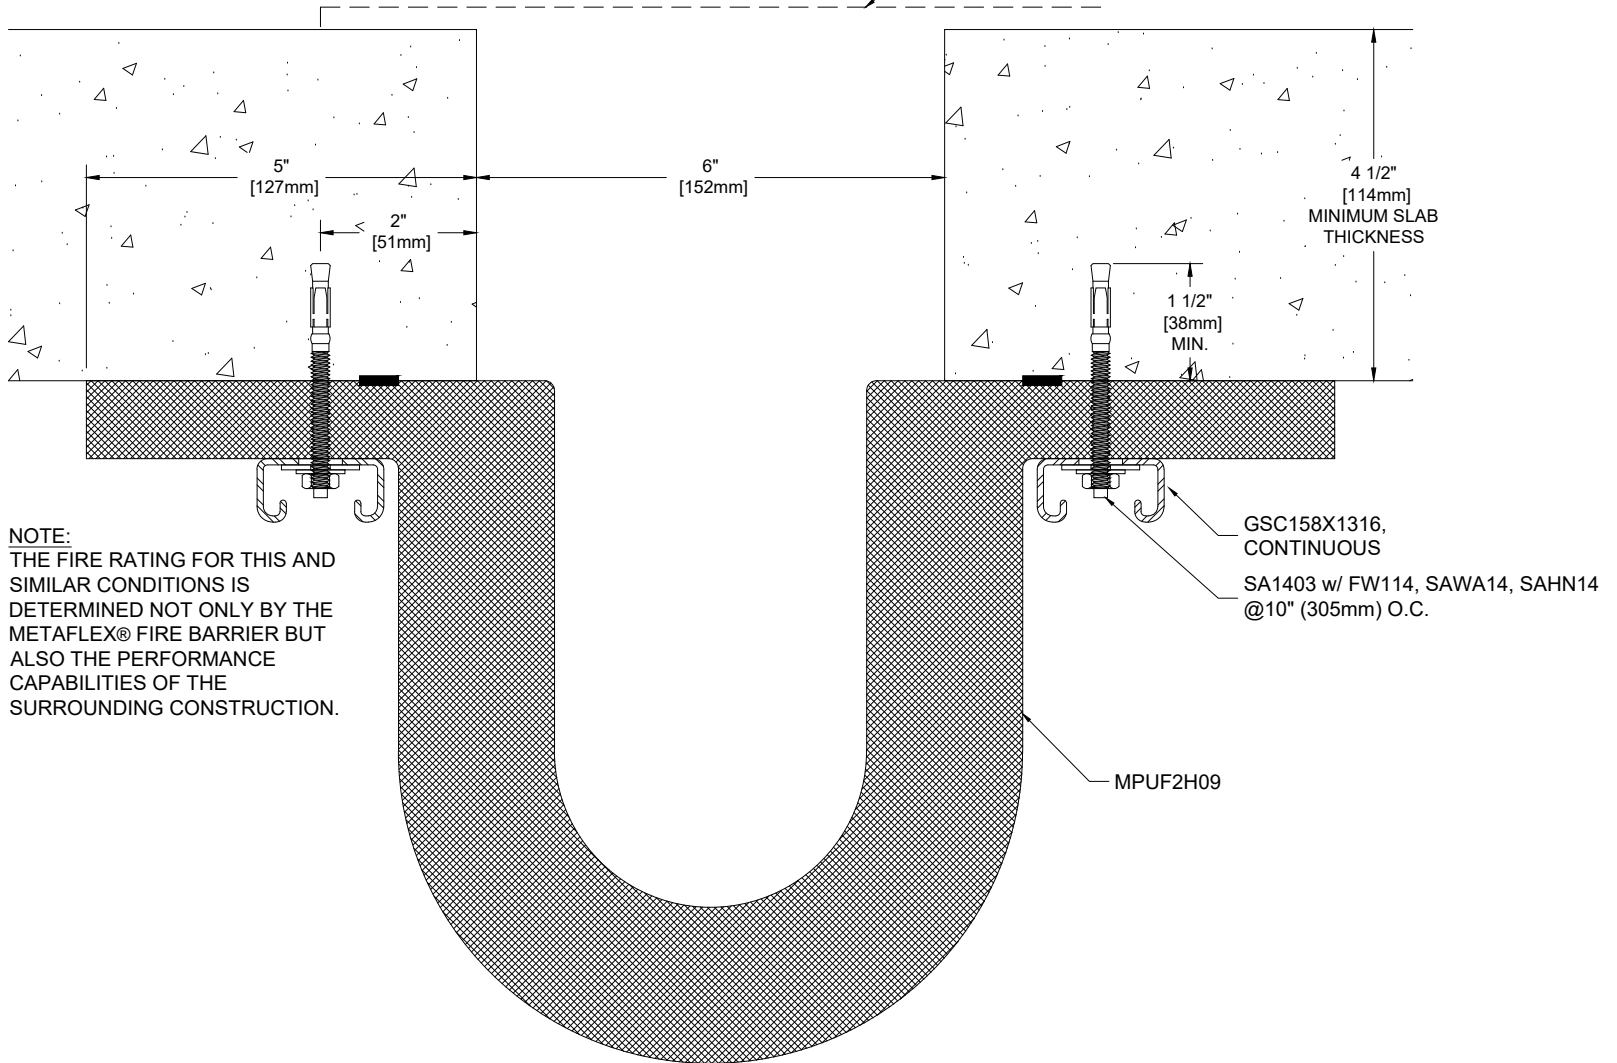 5"
[127mm]
6"
[152mm]
2"
[51mm]
4 1/2"
[114mm]
MINIMUM SLAB
THICKNESS
1 1/2"
[38mm]
MIN.
NOTE:
THE FIRE RATING FOR THIS AND
SIMILAR CONDITIONS IS
DETERMINED NOT ONLY BY THE
METAFLEX® FIRE BARRIER BUT
ALSO THE PERFORMANCE
CAPABILITIES OF THE
SURROUNDING CONSTRUCTION.
GSC158X1316,
CONTINUOUS
SA1403 w/ FW114, SAWA14, SAHN14
@10" (305mm) O.C.
MPUF2H09